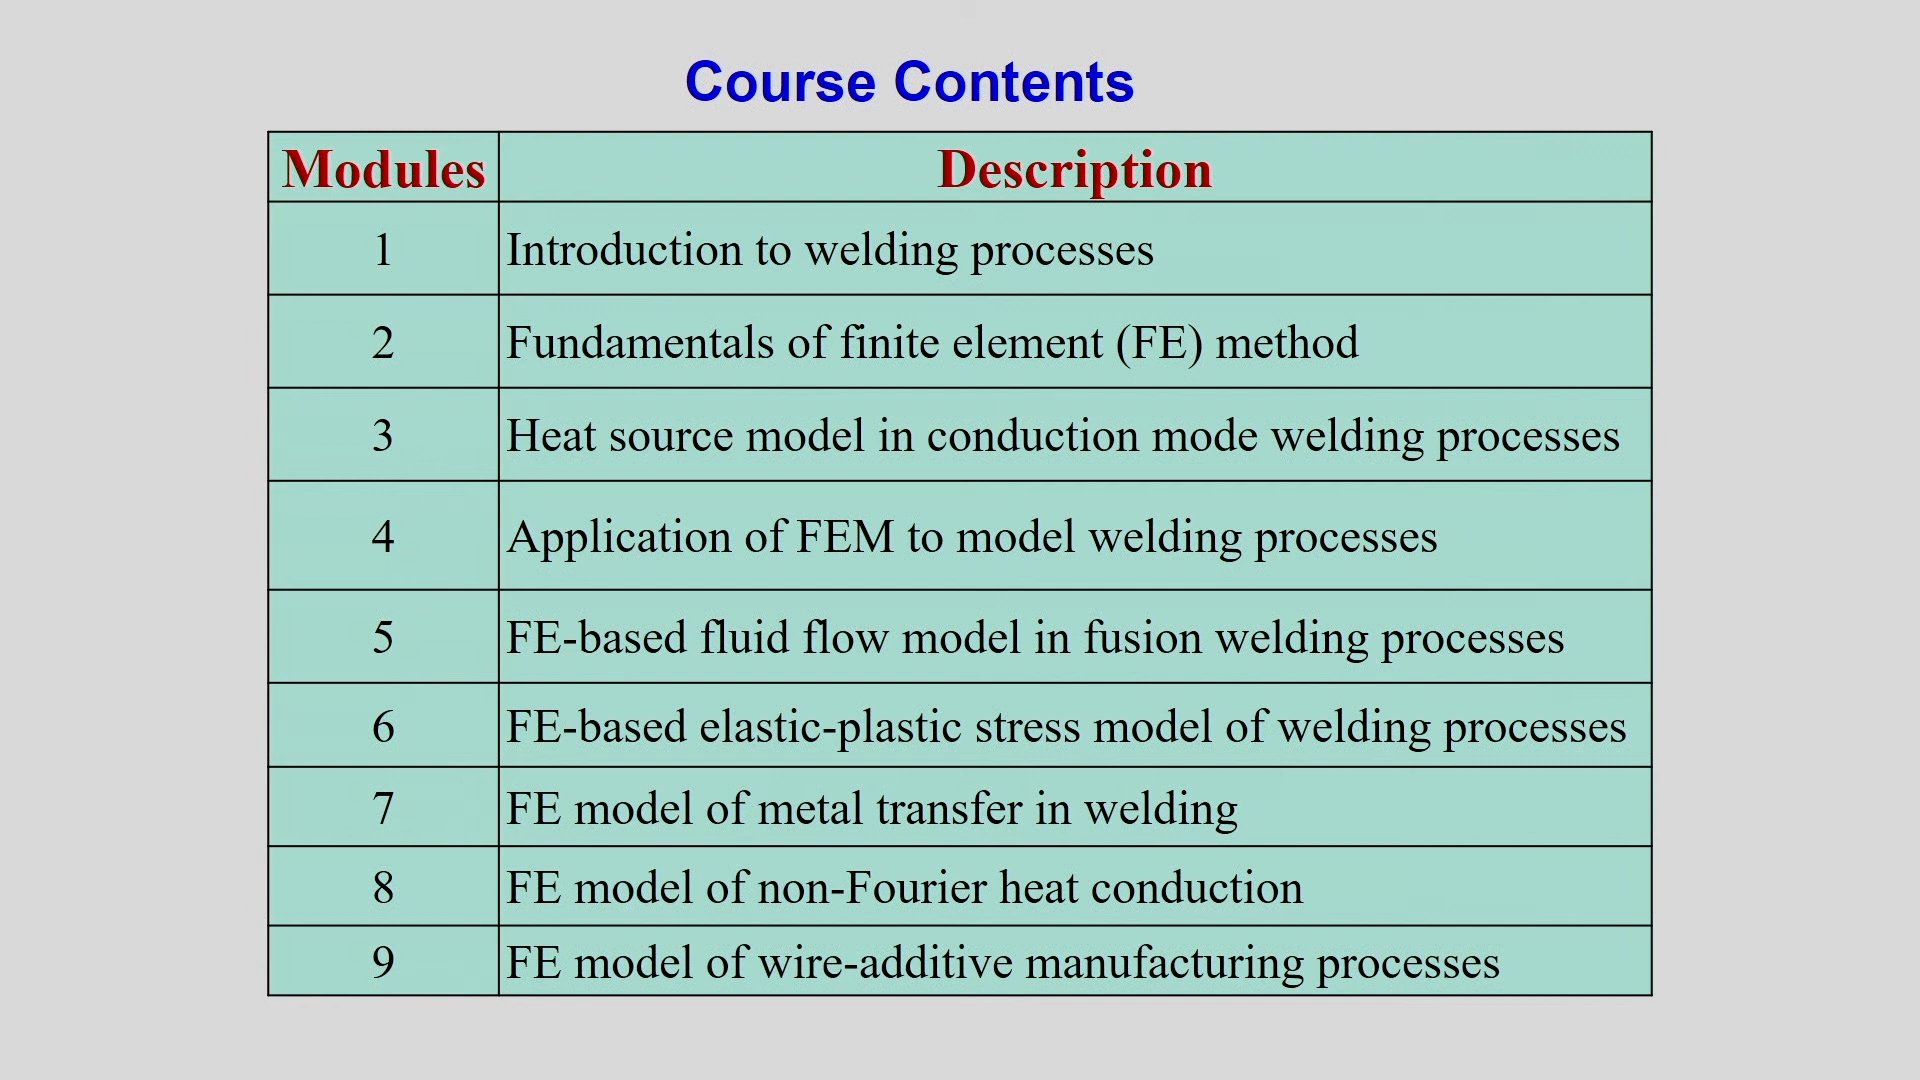 Course Contents
Modules Description
1 Introduction to welding processes
2 Fundamentals of finite element (FE) method
3 Heat source model in conduction mode welding processes
4 Application of FEM to model welding processes
5 FE-based fluid flow model in fusion welding processes
6 FE-based elastic-plastic stress model of welding processes
7 FE model of metal transfer in welding
8 FE model of non-Fourier heat conduction
9 FE model of wire-additive manufacturing processes